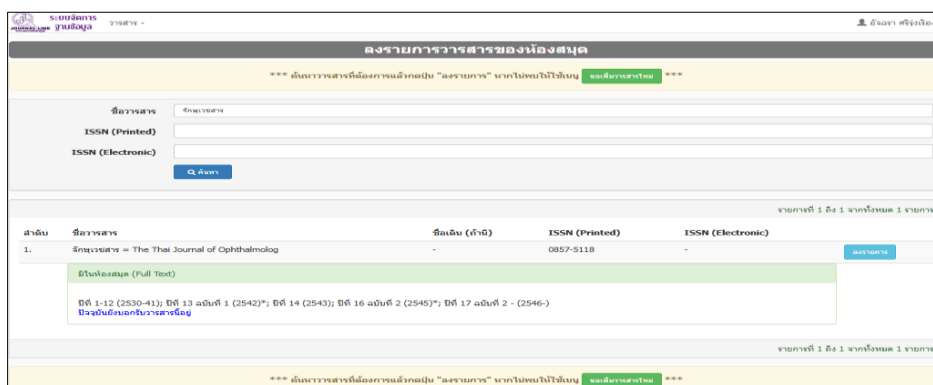 JOURNAL LINK ระบบจัดการ
ฐานข้อมูล
วารสาร
อัจฉรา ศรีรุ่งเรือง
ลงรายการวารสารของห้องสมุด
*** ค้นหาวารสารที่ต้องการแล้วกดปุ่ม "ลงรายการ" หากไม่พบให้ใช้เมนู ขอเพิ่มวารสารใหม่ ***
ชื่อวารสาร จักษุเวชสาร
ISSN (Printed)
ISSN (Electronic)
ค้นหา
รายการที่ 1 ถึง 1 จากทั้งหมด 1 รายการ
ลำดับ ชื่อวารสาร ชื่อเดิม (ถ้ามี) ISSN (Printed) ISSN (Electronic)
1. จักษุเวชสาร = The Thai Journal of Ophthalmolog - 0857-5118 - ลงรายการ
มีในห้องสมุด (Full Text)
ปีที่ 1-12 (2530-41); ปีที่ 13 ฉบับที่ 1 (2542)*; ปีที่ 14 (2543); ปีที่ 16 ฉบับที่ 2 (2545)*; ปีที่ 17 ฉบับที่ 2 - (2546-)
ปัจจุบันยังบอกรับวารสารนี้อยู่
รายการที่ 1 ถึง 1 จากทั้งหมด 1 รายการ
*** ค้นหาวารสารที่ต้องการแล้วกดปุ่ม "ลงรายการ" หากไม่พบให้ใช้เมนู ขอเพิ่มวารสารใหม่ ***